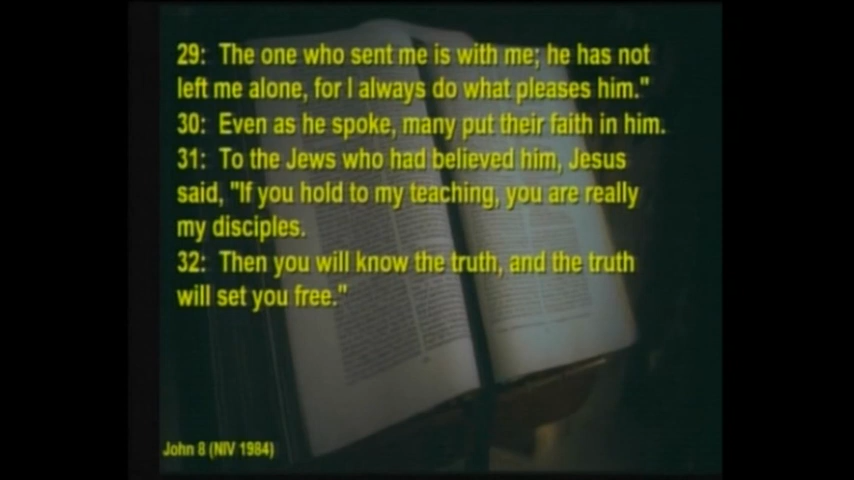 29: The one who sent me is with me; he has not
left me alone, for I always do what pleases him."
30: Even as he spoke, many put their faith in him.
31: To the Jews who had believed him, Jesus
said, "If you hold to my teaching, you are really
my disciples.
32: Then you will know the truth, and the truth
will set you free."
John 8 (NIV 1984)